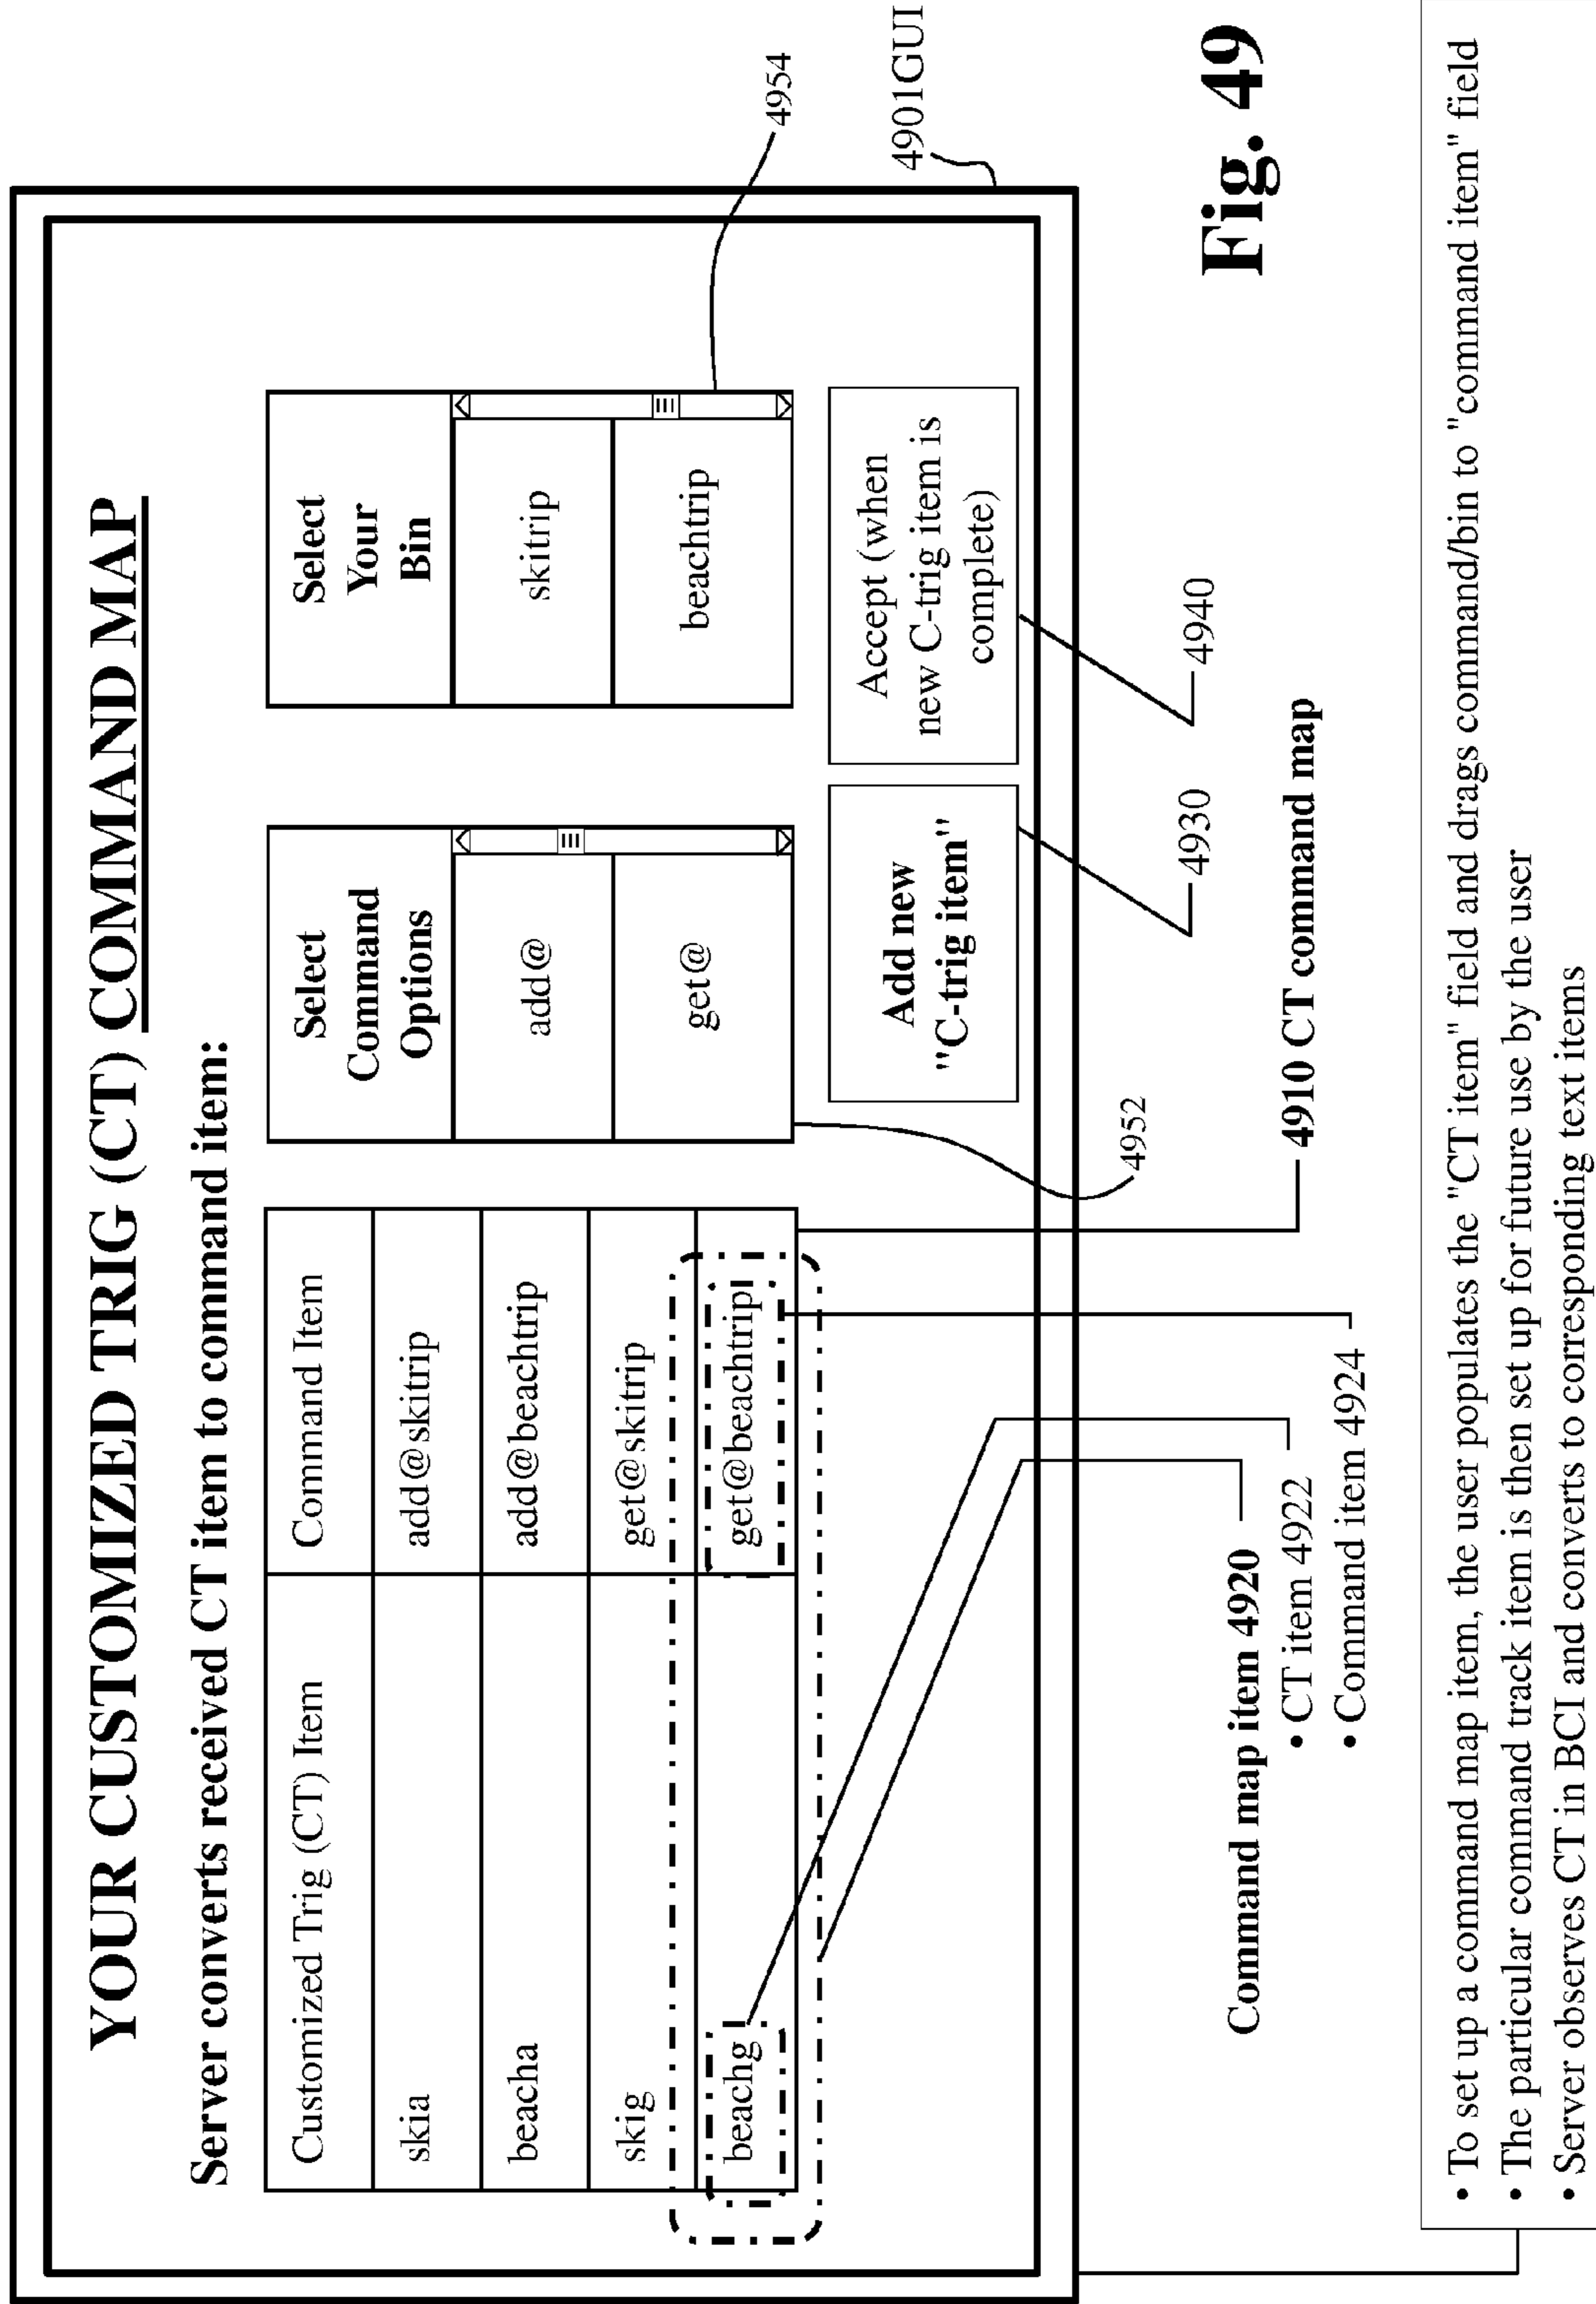 YOUR CUSTOMIZED TRIG (CT) COMMAND MAP
Server converts received CT item to command item:
Customized Trig (CT) Item
Command Item
skia
add@skitrip
beacha
add@beachtrip
skig
get@skitrip
beachg
get@beachtrip
Select
Command
Options
add@
get@
Select
Your
Bin
skitrip
beachtrip
Add new
"C-trig item"
Accept (when
new C-trig item is
complete)
4954
4901GUI
4952
4930
4940
4910 CT command map
Command map item 4920
• CT item 4922
• Command item 4924
Fig. 49
• To set up a command map item, the user populates the "CT item" field and drags command/bin to "command item" field
• The particular command track item is then set up for future use by the user
• Server observes CT in BCI and converts to corresponding text items